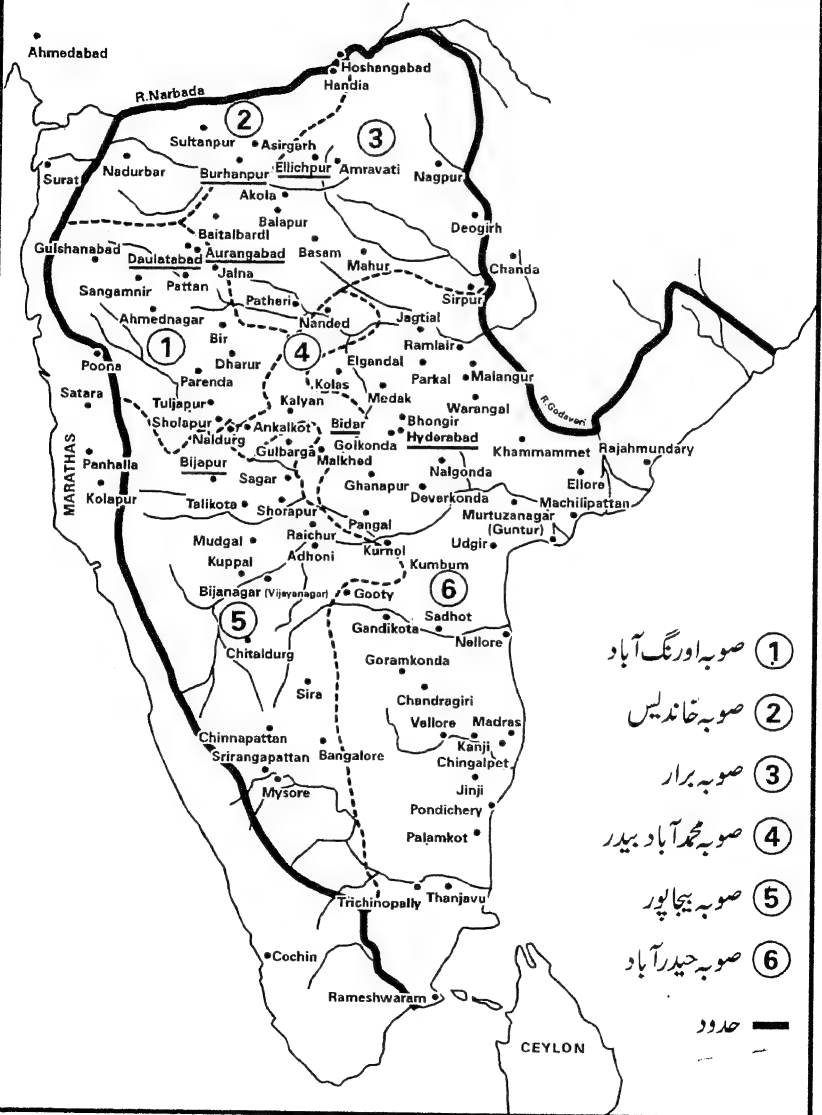 Ahmedabad
Hoshangabad
Handia
R.Narbada
2
Sultanpur
Asirgarh
3
Surat
Nadurbar
Burhanpur
Ellichpur
Amravati
Nagpur
Akola
Balapur
Deogirh
Baitalbardi
Gulshanabad
Daulatabad
Aurangabad
Basam
Mahur
Chanda
Jalna
Sangamnir
Pattan
Patheri
Sirpur
Ahmednagar
Nanded
Jagtial
Bir
1
4
Ramlair
Poona
Dharur
Elgandal
Parenda
Kolas
Parkal
Malangur
Satara
Tuljapur
Kalyan
Medak
Warangal
R.Godaveri
Sholapur
Ankalkot
Bidar
Bhongir
Naldurg
Golkonda
Hyderabad
MARATHAS
Gulbarga
Khammammet
Rajahmundary
Panhalla
Bijapur
Malkhed
Nalgonda
Kolapur
Sagar
Ghanapur
Ellore
Talikota
Shorapur
Deverkonda
Machilipattan
Pangal
Murtuzanagar
(Guntur)
Mudgal
Raichur
Adhoni
Kurnol
Udgir
Kuppal
Kumbum
Bijanagar (Vijayanagar)
Gooty
6
5
Sadhot
Gandikota
Nellore
Chitaldurg
Goramkonda
Sira
Chandragiri
Vellore
Madras
Chinnapattan
Kanji
Srirangapattan
Bangalore
Chingalpet
Mysore
Jinji
Pondichery
Palamkot
Trichinopally
Thanjavu
Cochin
Rameshwaram
CEYLON
1 صوبہ اورنگ آباد
2 صوبہ خاندیس
3 صوبہ برار
4 صوبہ محمد آباد بیدر
5 صوبہ بیجاپور
6 صوبہ حیدرآباد
حدود